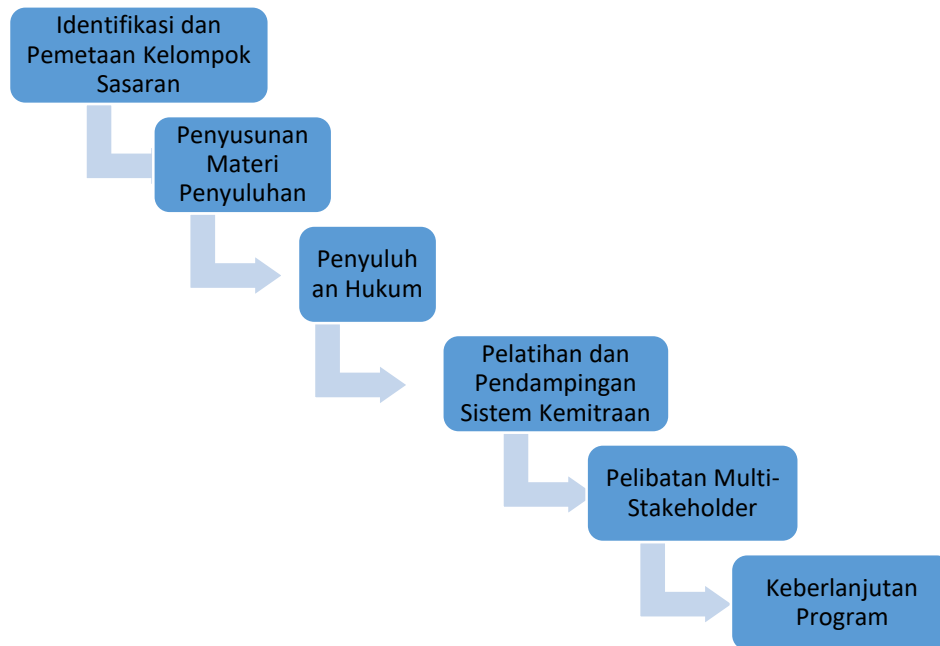 Identifikasi dan
Pemetaan Kelompok
Sasaran
Penyusunan
Materi
Penyuluhan
Penyuluh
an Hukum
Pelatihan dan
Pendampingan
Sistem Kemitraan
Pelibatan Multi-
Stakeholder
Keberlanjutan
Program